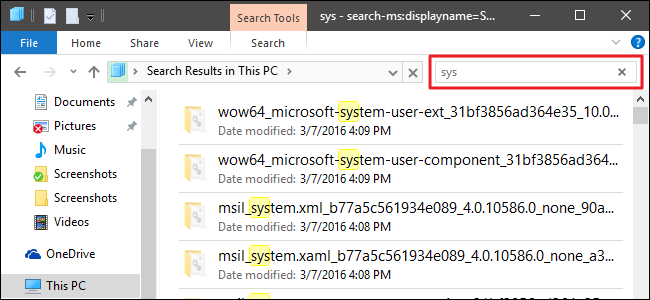 Search Tools
sys - search-ms:displayname=S...
File
Home
Share
View
Search
Search Results in This PC
sys
Documents
Pictures
Music
Screenshots
Screenshots
Videos
OneDrive
This PC
wow64_microsoft-system-user-ext_31bf3856ad364e35_10.0...
Date modified: 3/7/2016 4:09 PM
wow64_microsoft-system-user-component_31bf3856ad364...
Date modified: 3/7/2016 4:09 PM
msil_system.xml_b77a5c561934e089_4.0.10586.0_none_90a...
Date modified: 3/7/2016 4:08 PM
msil_system.xaml_b77a5c561934e089_4.0.10586.0_none_a3...
Date modified: 3/7/2016 4:08 PM